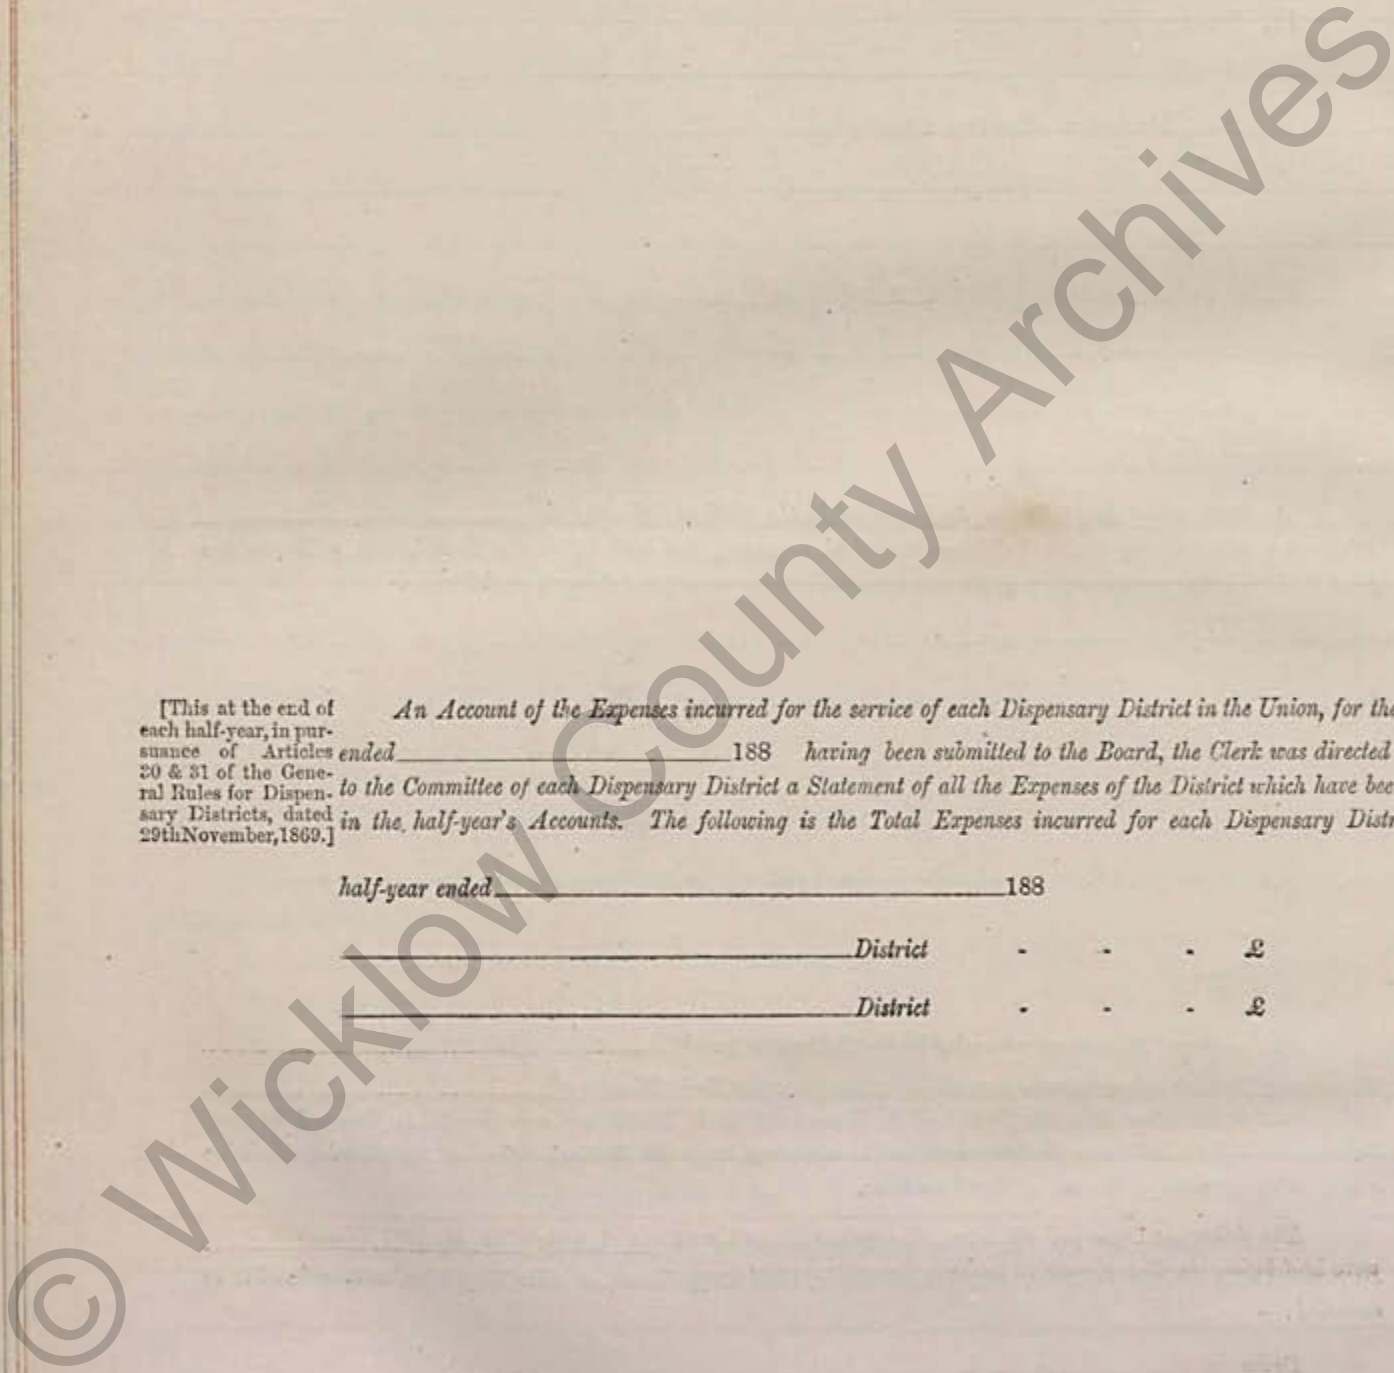 [This at the end of
each half-year, in pur-
suance of Articles
30 & 31 of the Gene-
ral Rules for Dispen-
sary Districts, dated
29thNovember,1869.]
An Account of the Expenses incurred for the service of each Dispensary District in the Union, for the
ended 188 having been submitted to the Board, the Clerk was directed
to the Committee of each Dispensary District a Statement of all the Expenses of the District which have bee
in the half-year's Accounts. The following is the Total Expenses incurred for each Dispensary Distr
half-year ended 188
District - - - £
District - - - £
© Wicklow County Archives